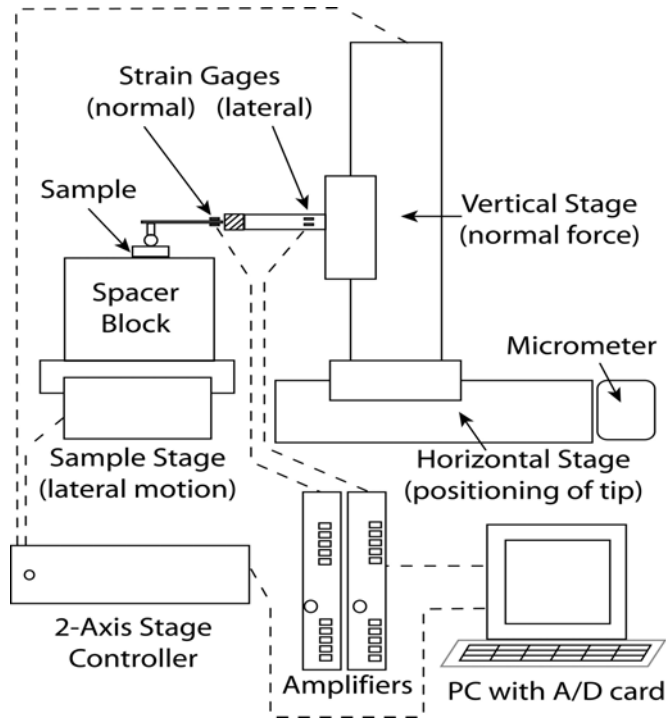 Strain Gages
(normal) (lateral)
Sample
Vertical Stage
(normal force)
Spacer
Block
Micrometer
Sample Stage
(lateral motion)
Horizontal Stage
(positioning of tip)
2-Axis Stage
Controller
Amplifiers
PC with A/D card